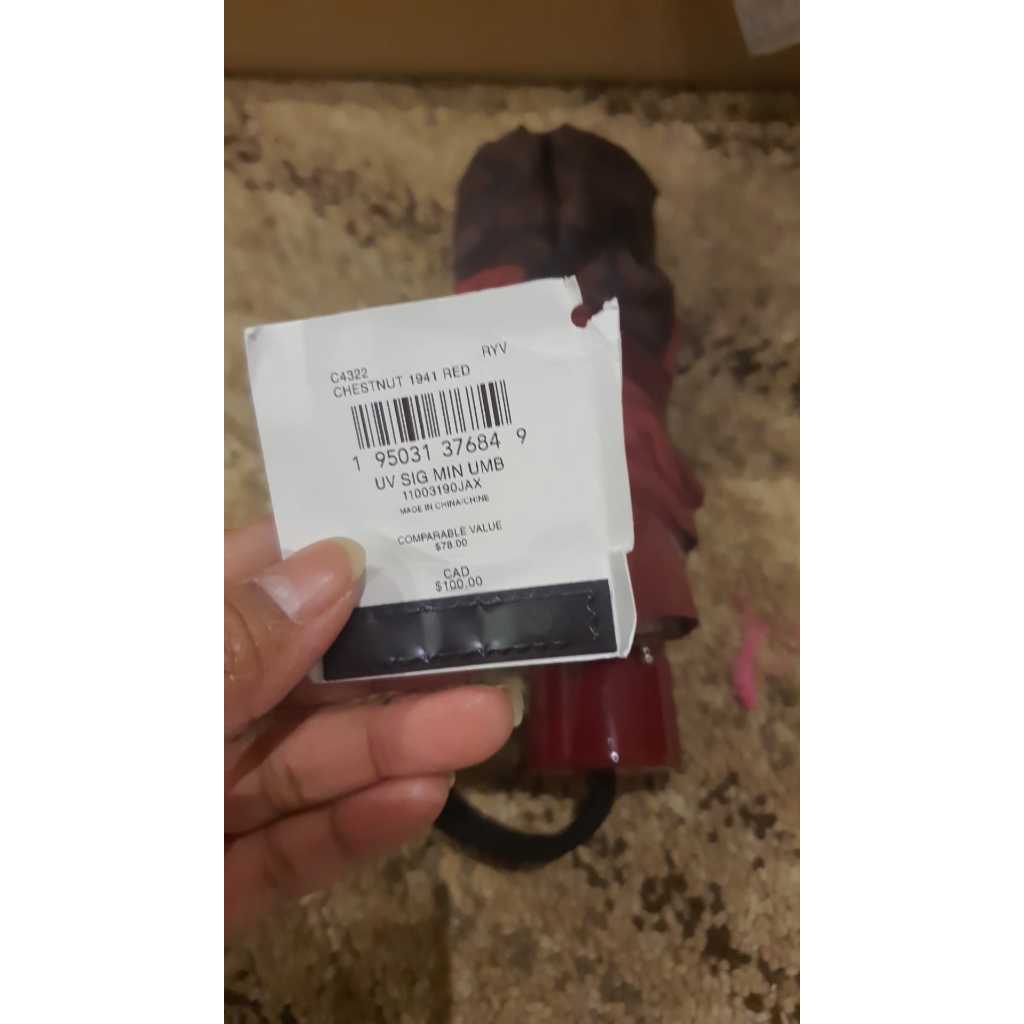 RYV
C4322
CHESTNUT 1941 RED
1 95031 37684 9
UV SIG MIN UMB
11003190JAX
MADE IN CHINA/CHINE
COMPARABLE VALUE
$78.00
CAD
$100.00